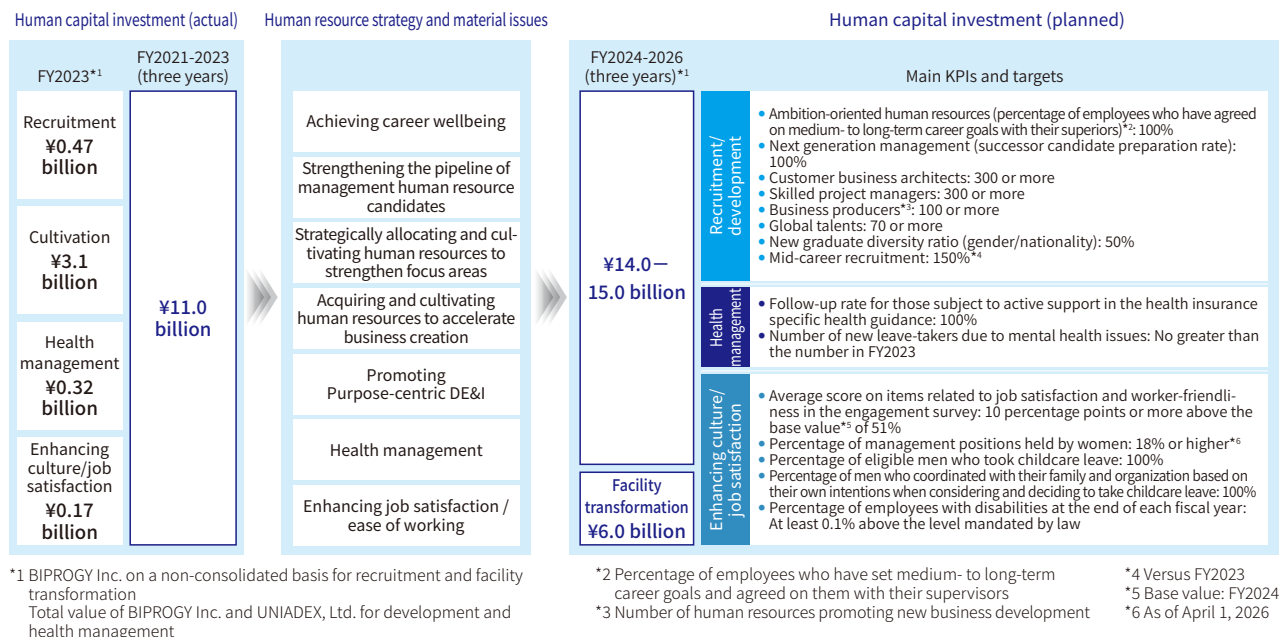 Human capital investment (actual)
Human resource strategy and material issues
Human capital investment (planned)
FY2023*1
FY2021-2023
(three years)
Recruitment
¥0.47
billion
Cultivation
¥3.1
billion
Health
management
¥0.32
billion
Enhancing
culture/job
satisfaction
¥0.17
billion
¥11.0
billion
Achieving career wellbeing
Strengthening the pipeline of
management human resource
candidates
Strategically allocating and cul-
tivating human resources to
strengthen focus areas
Acquiring and cultivating
human resources to accelerate
business creation
Promoting
Purpose-centric DE&I
Health management
Enhancing job satisfaction /
ease of working
FY2024-2026
(three years)*1
Main KPIs and targets
¥14.0—
15.0 billion
Facility
transformation
¥6.0 billion
Recruitment/
development
• Ambition-oriented human resources (percentage of employees who have agreed
on medium- to long-term career goals with their superiors)*2: 100%
• Next generation management (successor candidate preparation rate):
100%
• Customer business architects: 300 or more
• Skilled project managers: 300 or more
• Business producers*3: 100 or more
• Global talents: 70 or more
• New graduate diversity ratio (gender/nationality): 50%
• Mid-career recruitment: 150%*4
Health
management
• Follow-up rate for those subject to active support in the health insurance
specific health guidance: 100%
• Number of new leave-takers due to mental health issues: No greater than
the number in FY2023
Enhancing culture/
job satisfaction
• Average score on items related to job satisfaction and worker-friendli-
ness in the engagement survey: 10 percentage points or more above the
base value*5 of 51%
• Percentage of management positions held by women: 18% or higher*6
• Percentage of eligible men who took childcare leave: 100%
• Percentage of men who coordinated with their family and organization based on
their own intentions when considering and deciding to take childcare leave: 100%
• Percentage of employees with disabilities at the end of each fiscal year:
At least 0.1% above the level mandated by law
*1 BIPROGY Inc. on a non-consolidated basis for recruitment and facility
transformation
Total value of BIPROGY Inc. and UNIADEX, Ltd. for development and
health management
*2 Percentage of employees who have set medium- to long-term
career goals and agreed on them with their supervisors
*3 Number of human resources promoting new business development
*4 Versus FY2023
*5 Base value: FY2024
*6 As of April 1, 2026